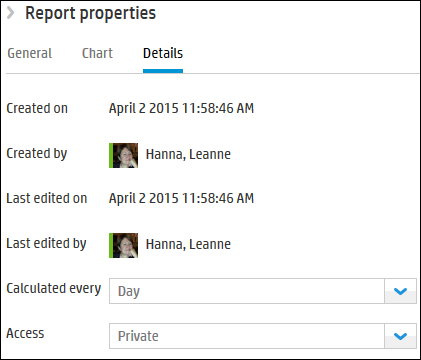 Report properties
General Chart Details
Created on April 2 2015 11:58:46 AM
Created by Hanna, Leanne
Last edited on April 2 2015 11:58:46 AM
Last edited by Hanna, Leanne
Calculated every Day
Access Private